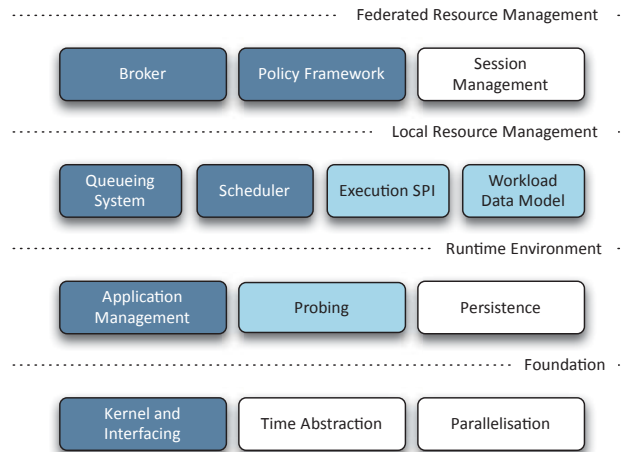 Federated Resource Management
Broker
Policy Framework
Session
Management
Local Resource Management
Queueing
System
Scheduler
Execution SPI
Workload
Data Model
Runtime Environment
Application
Management
Probing
Persistence
Foundation
Kernel and
Interfacing
Time Abstraction
Parallelisation